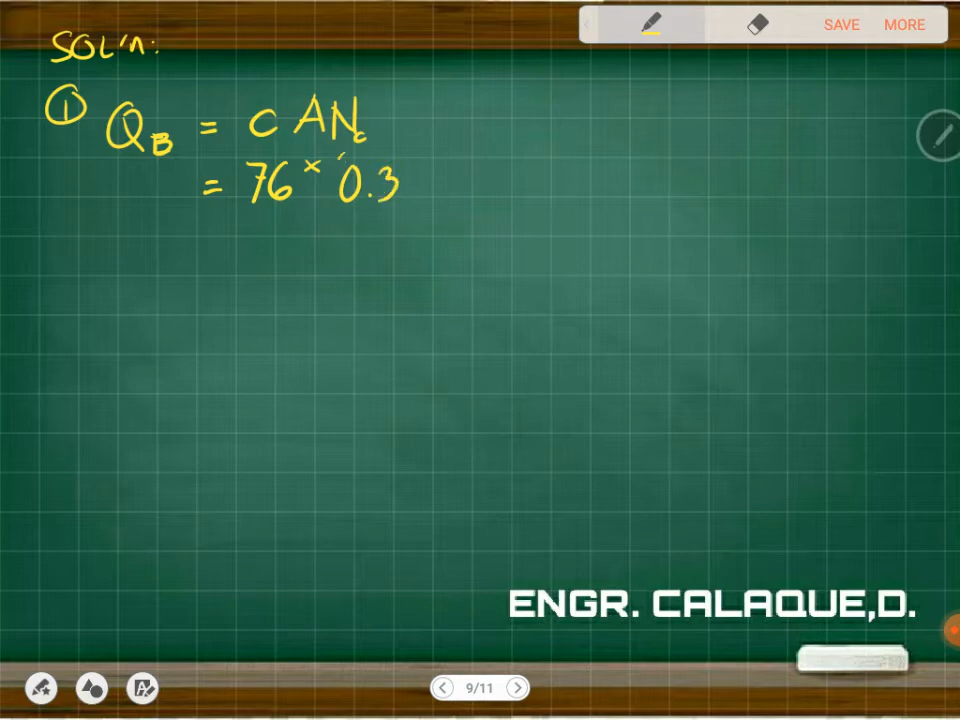 SOL'n:
① Q_B = C A N_c
= 76 × 0.3
SAVE MORE
ENGR. CALAQUE,D.
9/11